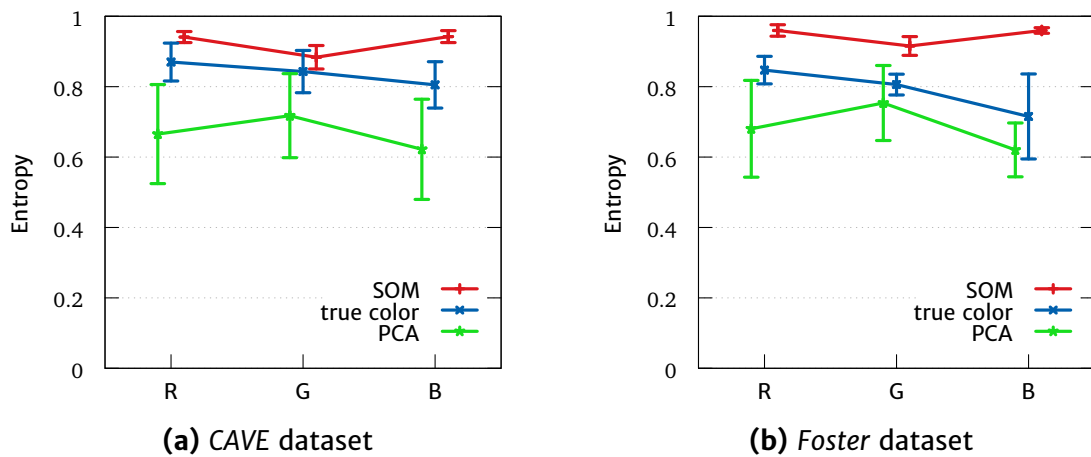 1
0.8
0.6
0.4
0.2
0
Entropy
SOM
true color
PCA
R G B
(a) CAVE dataset
1
0.8
0.6
0.4
0.2
0
Entropy
SOM
true color
PCA
R G B
(b) Foster dataset